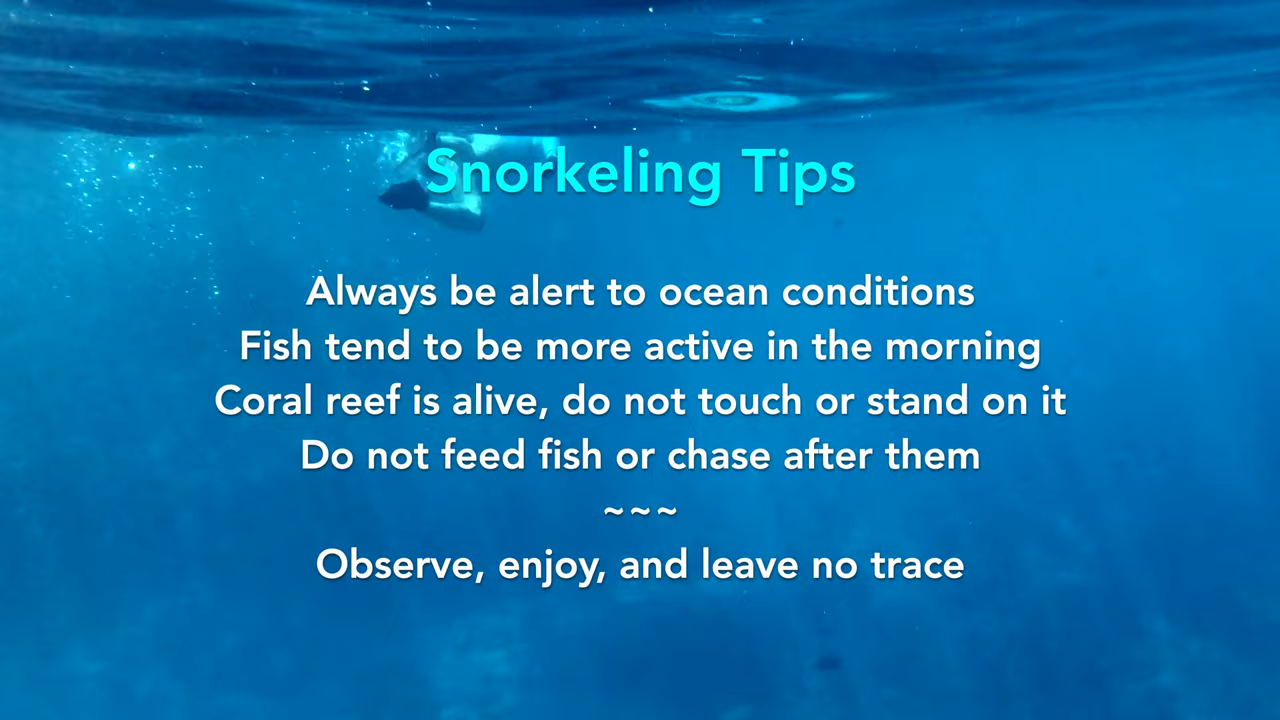 Snorkeling Tips
Always be alert to ocean conditions
Fish tend to be more active in the morning
Coral reef is alive, do not touch or stand on it
Do not feed fish or chase after them
~~~
Observe, enjoy, and leave no trace